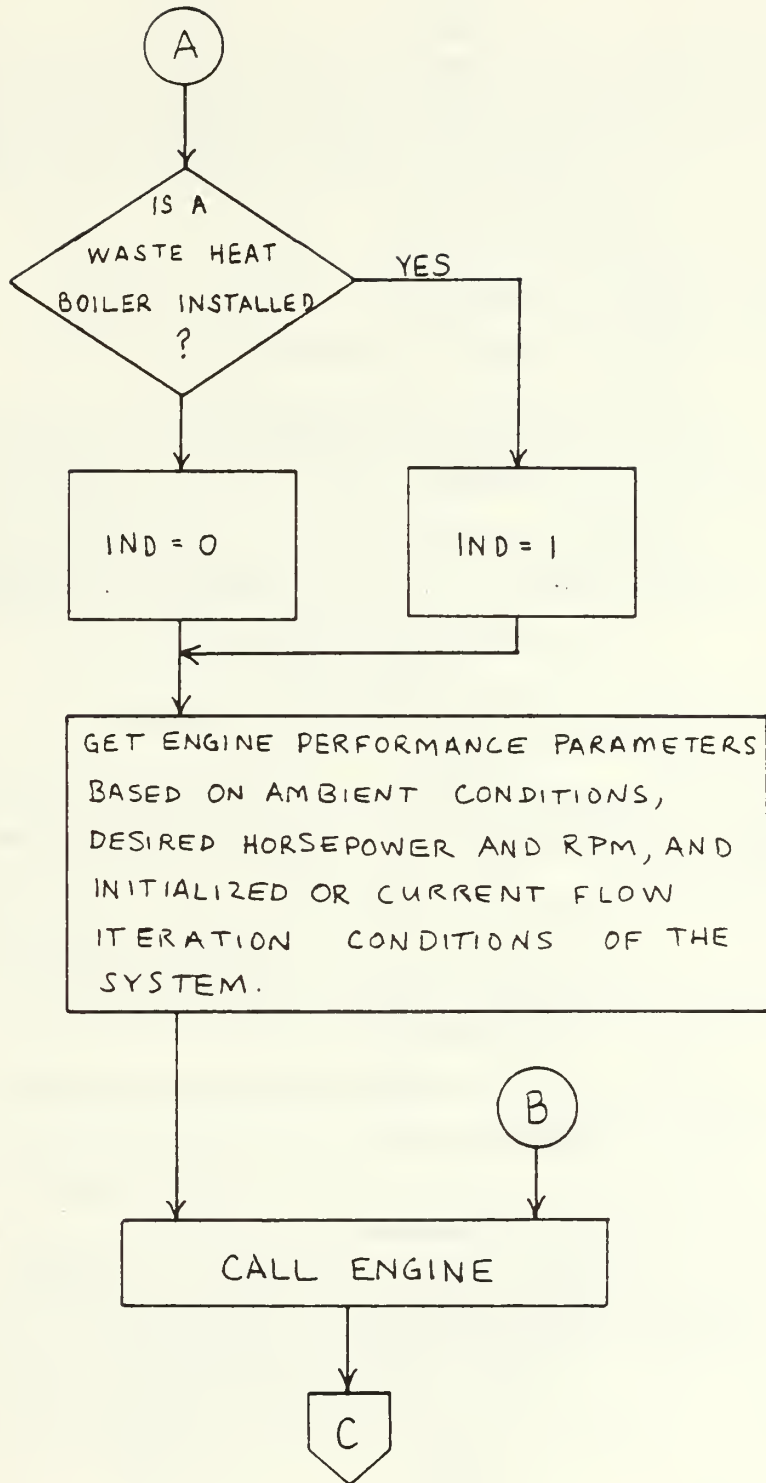 A
IS A
WASTE HEAT
BOILER INSTALLED
?
YES
IND = 0
IND = 1
GET ENGINE PERFORMANCE PARAMETERS
BASED ON AMBIENT CONDITIONS,
DESIRED HORSEPOWER AND RPM, AND
INITIALIZED OR CURRENT FLOW
ITERATION CONDITIONS OF THE
SYSTEM.
B
CALL ENGINE
C